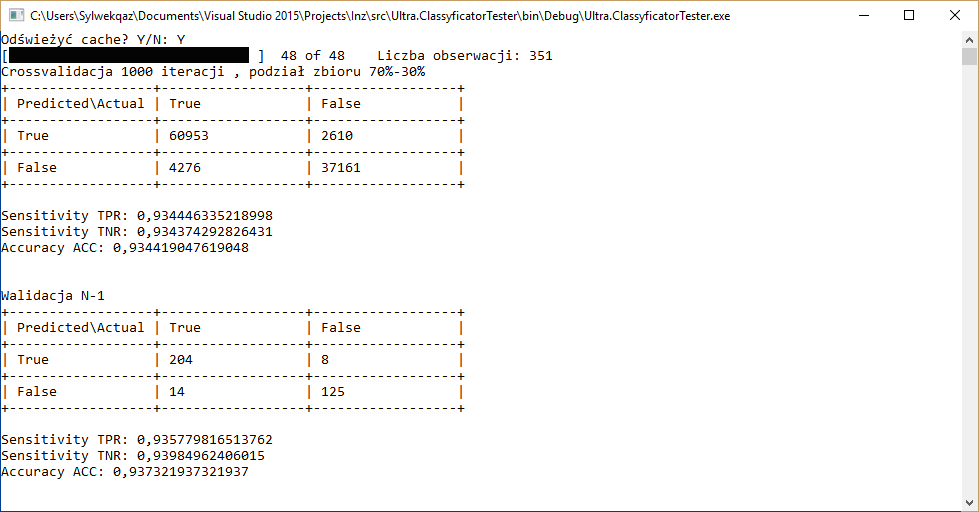 C:\Users\Sylwekqaz\Documents\Visual Studio 2015\Projects\Inz\src\Ultra.ClassyficatorTester\bin\Debug\Ultra.ClassyficatorTester.exe
Odświeżyć cache? Y/N: Y
[ ] 48 of 48 Liczba obserwacji: 351
Crossvalidacja 1000 iteracji , podział zbioru 70%-30%
+------------------+------------------+------------------+
| Predicted\Actual | True | False |
+------------------+------------------+------------------+
| True | 60953 | 2610 |
+------------------+------------------+------------------+
| False | 4276 | 37161 |
+------------------+------------------+------------------+
Sensitivity TPR: 0,934446335218998
Sensitivity TNR: 0,934374292826431
Accuracy ACC: 0,934419047619048
Walidacja N-1
+------------------+------------------+------------------+
| Predicted\Actual | True | False |
+------------------+------------------+------------------+
| True | 204 | 8 |
+------------------+------------------+------------------+
| False | 14 | 125 |
+------------------+------------------+------------------+
Sensitivity TPR: 0,935779816513762
Sensitivity TNR: 0,93984962406015
Accuracy ACC: 0,937321937321937